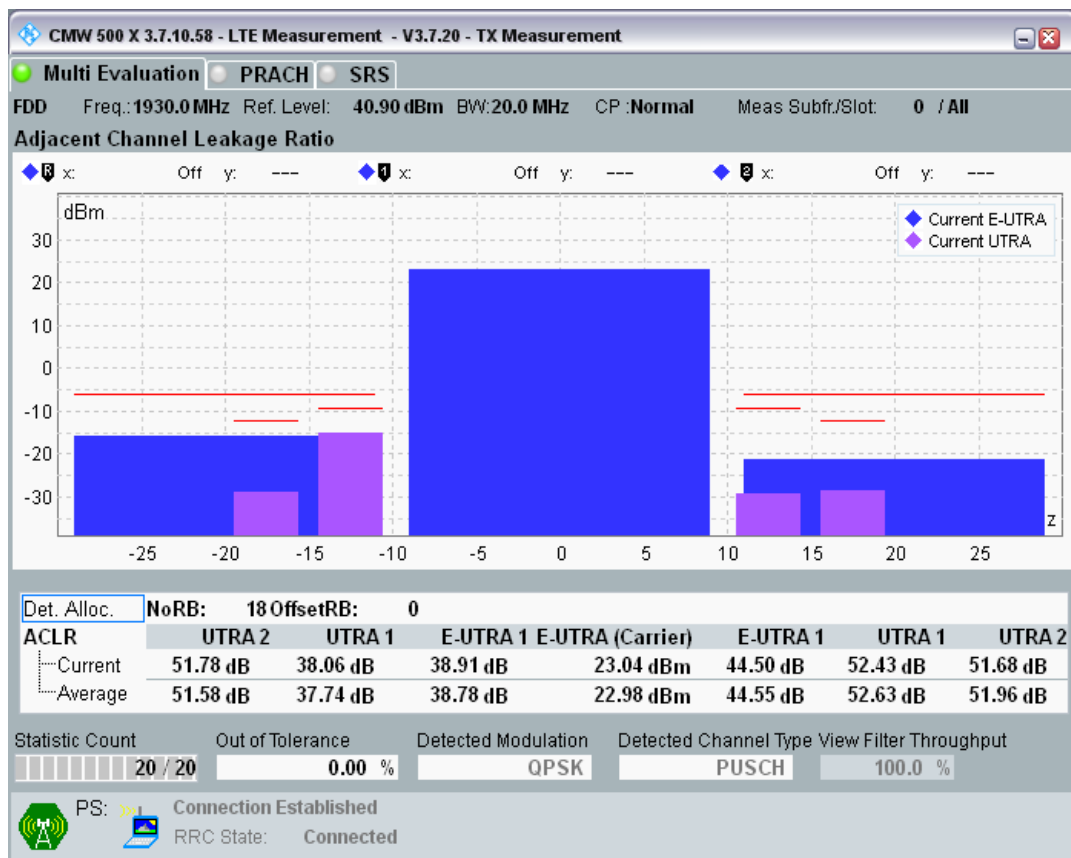 CMW 500 X 3.7.10.58 - LTE Measurement - V3.7.20 - TX Measurement
Multi Evaluation PRACH SRS
FDD Freq.:1930.0 MHz Ref. Level: 40.90 dBm BW:20.0 MHz CP :Normal Meas Subfr./Slot: 0 / All
Adjacent Channel Leakage Ratio
R x: Off y: --- 1 x: Off y: --- 2 x: Off y: ---
dBm
Current E-UTRA
Current UTRA
30
20
10
0
-10
-20
-30
z
-25 -20 -15 -10 -5 0 5 10 15 20 25
Det. Alloc. NoRB: 18 OffsetRB: 0
ACLR UTRA 2 UTRA 1 E-UTRA 1 E-UTRA (Carrier) E-UTRA 1 UTRA 1 UTRA 2
Current 51.78 dB 38.06 dB 38.91 dB 23.04 dBm 44.50 dB 52.43 dB 51.68 dB
Average 51.58 dB 37.74 dB 38.78 dB 22.98 dBm 44.55 dB 52.63 dB 51.96 dB
Statistic Count Out of Tolerance Detected Modulation Detected Channel Type View Filter Throughput
20 / 20 0.00 % QPSK PUSCH 100.0 %
PS: Connection Established
RRC State: Connected